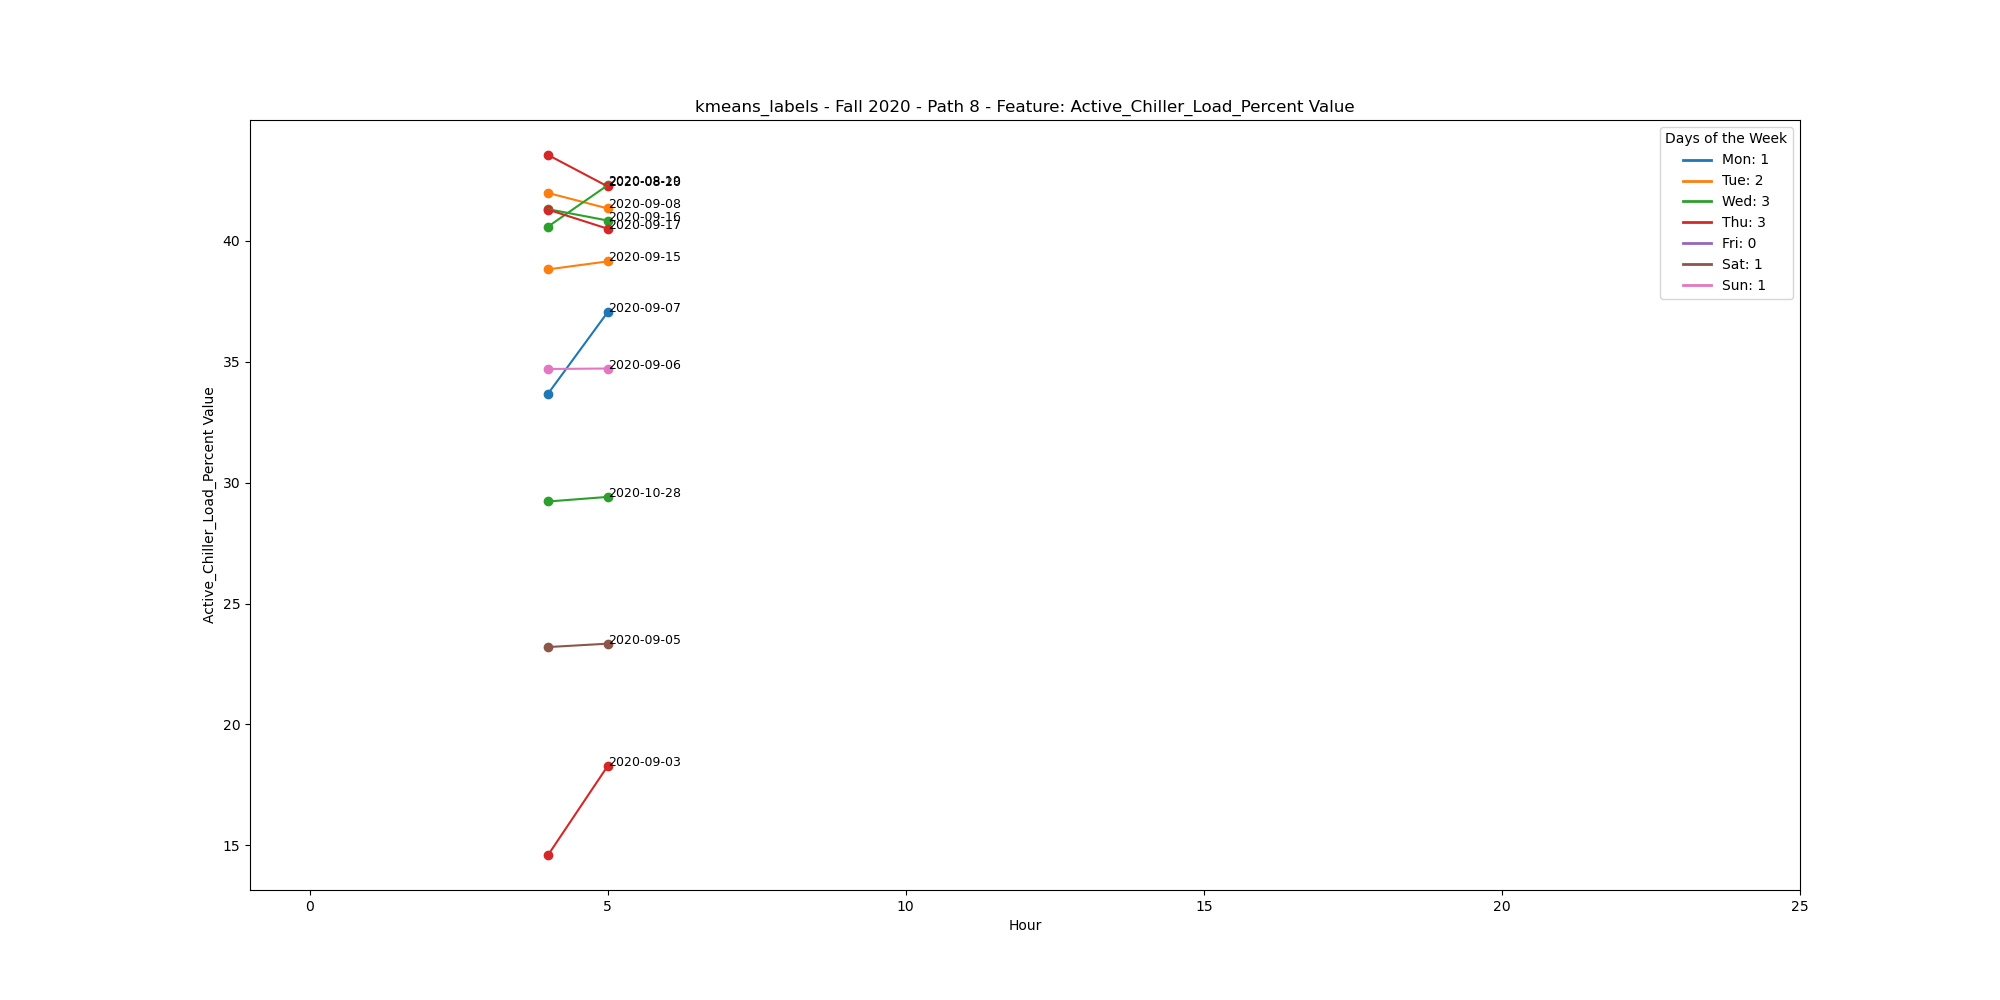 kmeans_labels - Fall 2020 - Path 8 - Feature: Active_Chiller_Load_Percent Value
Days of the Week
Mon: 1
Tue: 2
Wed: 3
Thu: 3
Fri: 0
Sat: 1
Sun: 1
2020-09-08
2020-09-16
2020-09-17
2020-09-15
2020-09-07
2020-09-06
2020-10-28
2020-09-05
2020-09-03
40
35
30
25
20
15
Active_Chiller_Load_Percent Value
0
5
10
15
20
25
Hour